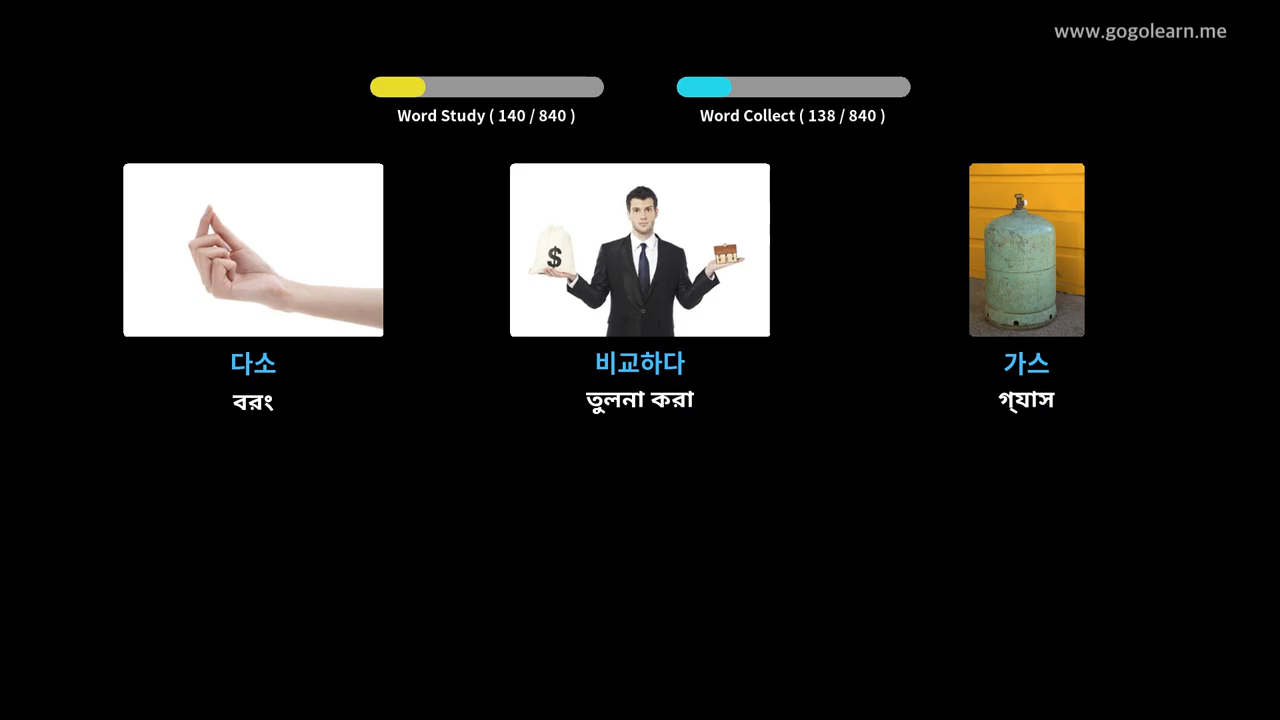 www.gogolearn.me
Word Study ( 140 / 840 )
Word Collect ( 138 / 840 )
$
다소
비교하다
가스
বরং
তুলনা করা
গ্যাস